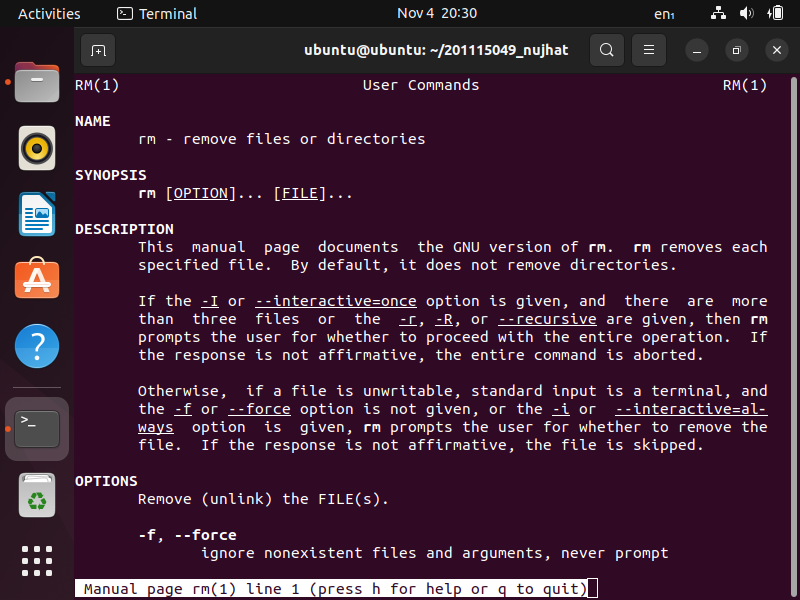 Activities Terminal Nov 4 20:30 en₁
ubuntu@ubuntu: ~/201115049_nujhat
RM(1) User Commands RM(1)
NAME
rm - remove files or directories
SYNOPSIS
rm [OPTION]... [FILE]...
DESCRIPTION
This manual page documents the GNU version of rm. rm removes each
specified file. By default, it does not remove directories.
If the -I or --interactive=once option is given, and there are more
than three files or the -r, -R, or --recursive are given, then rm
prompts the user for whether to proceed with the entire operation. If
the response is not affirmative, the entire command is aborted.
Otherwise, if a file is unwritable, standard input is a terminal, and
the -f or --force option is not given, or the -i or --interactive=al-
ways option is given, rm prompts the user for whether to remove the
file. If the response is not affirmative, the file is skipped.
OPTIONS
Remove (unlink) the FILE(s).
-f, --force
ignore nonexistent files and arguments, never prompt
Manual page rm(1) line 1 (press h for help or q to quit)